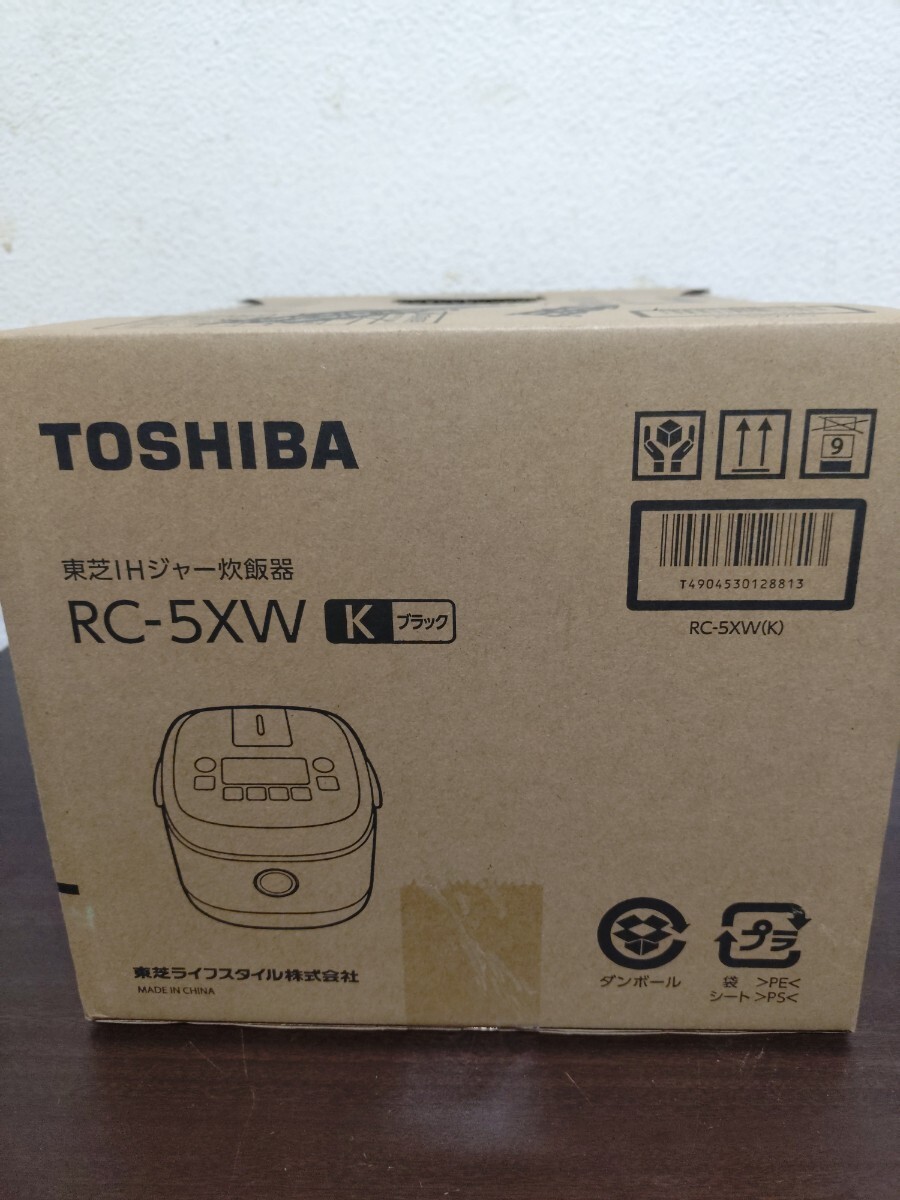 TOSHIBA
9
T4904530128813
RC-5XW(K)
東芝IHジャー炊飯器
RC-5XW K ブラック
東芝ライフスタイル株式会社
MADE IN CHINA
ダンボール
プラ
袋 >PE<
シート >PS<